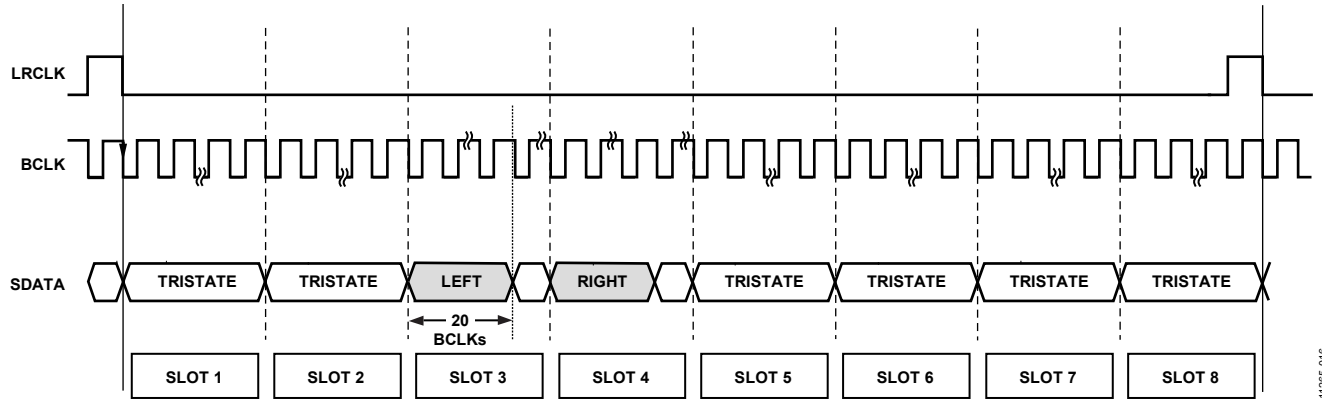 LRCLK
BCLK
SDATA
TRISTATE TRISTATE LEFT RIGHT TRISTATE TRISTATE TRISTATE TRISTATE
20
BCLKs
SLOT 1 SLOT 2 SLOT 3 SLOT 4 SLOT 5 SLOT 6 SLOT 7 SLOT 8